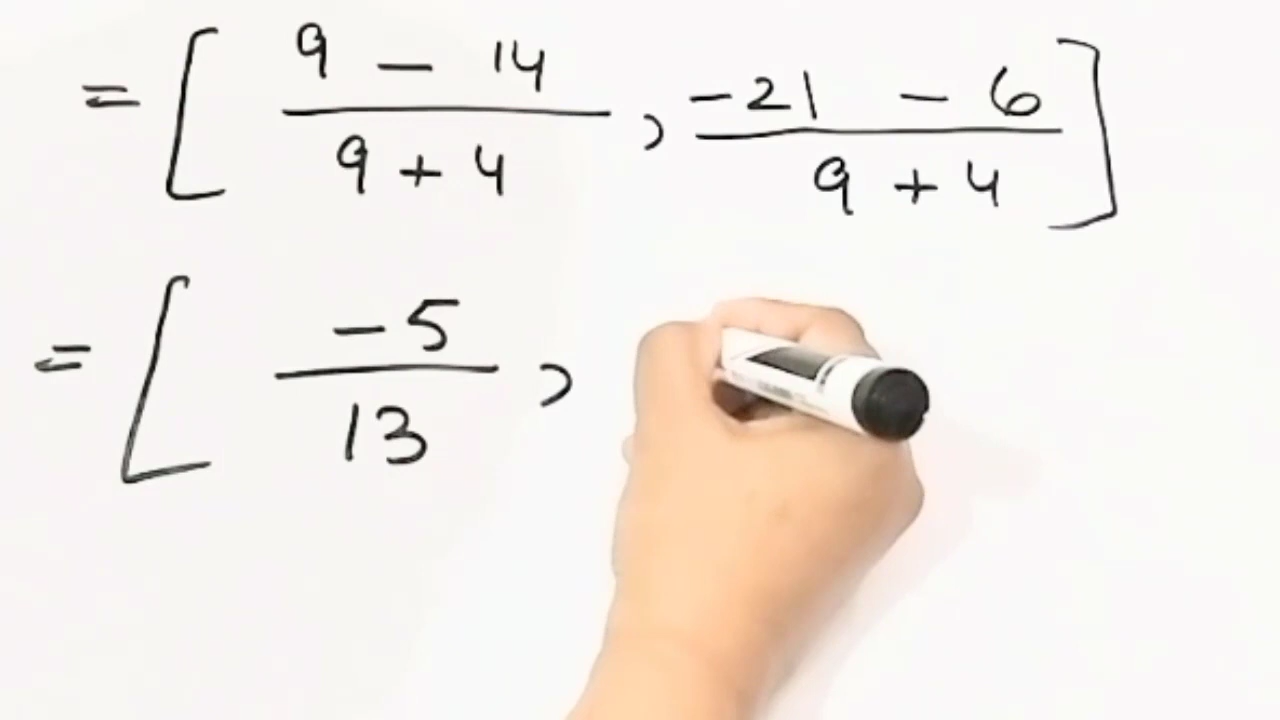 = [ 9 - 14 / 9 + 4 , -21 - 6 / 9 + 4 ]
= [ -5 / 13 ,